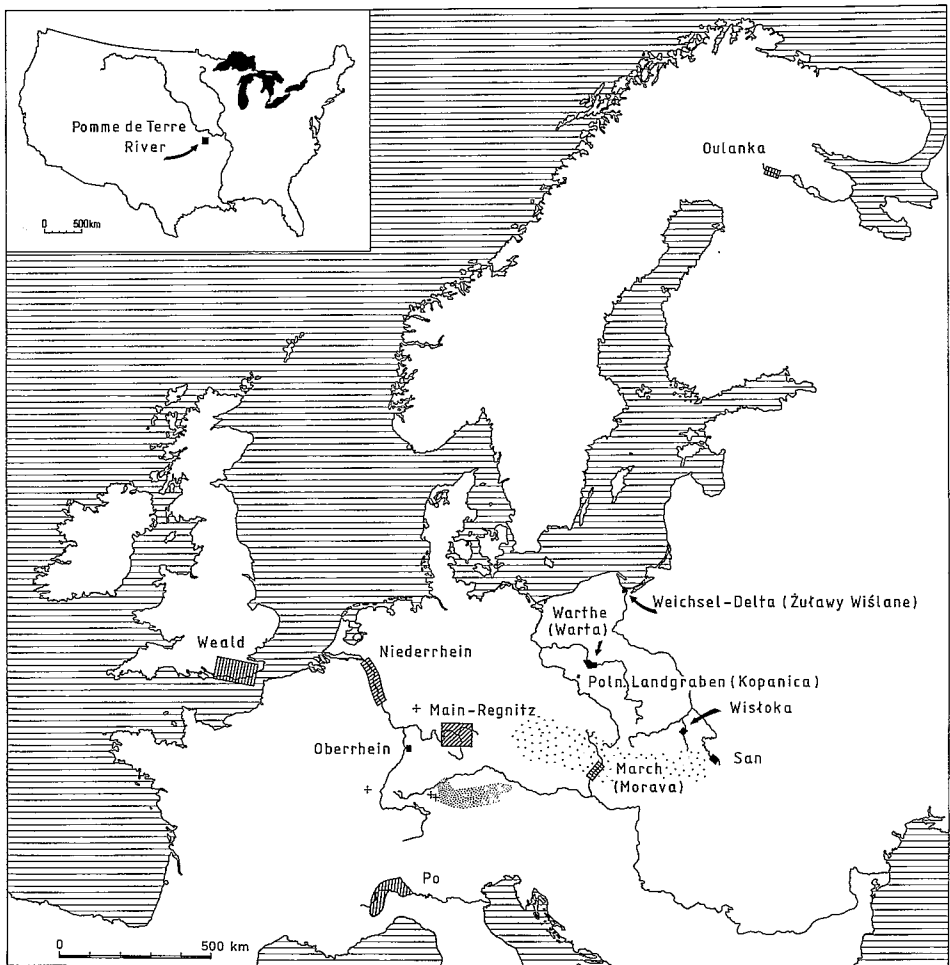 Pomme de Terre
River
0 500km
Oulanka
Weichsel-Delta (Żuławy Wiślane)
Warthe
(Warta)
Weald
Niederrhein
Poln. Landgraben (Kopanica)
Wisłoka
Main-Regnitz
Oberrhein
San
March
(Morava)
Po
0 500 km